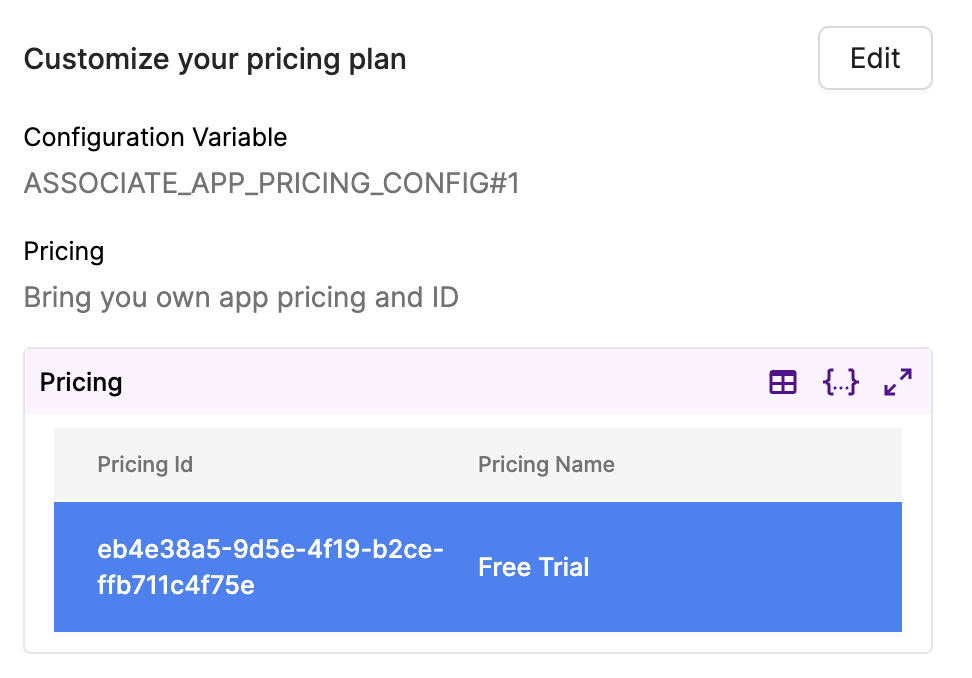 Customize your pricing plan
Edit
Configuration Variable
ASSOCIATE_APP_PRICING_CONFIG#1
Pricing
Bring you own app pricing and ID
Pricing
{...}
Pricing Id
Pricing Name
eb4e38a5-9d5e-4f19-b2ce-
ffb711c4f75e
Free Trial